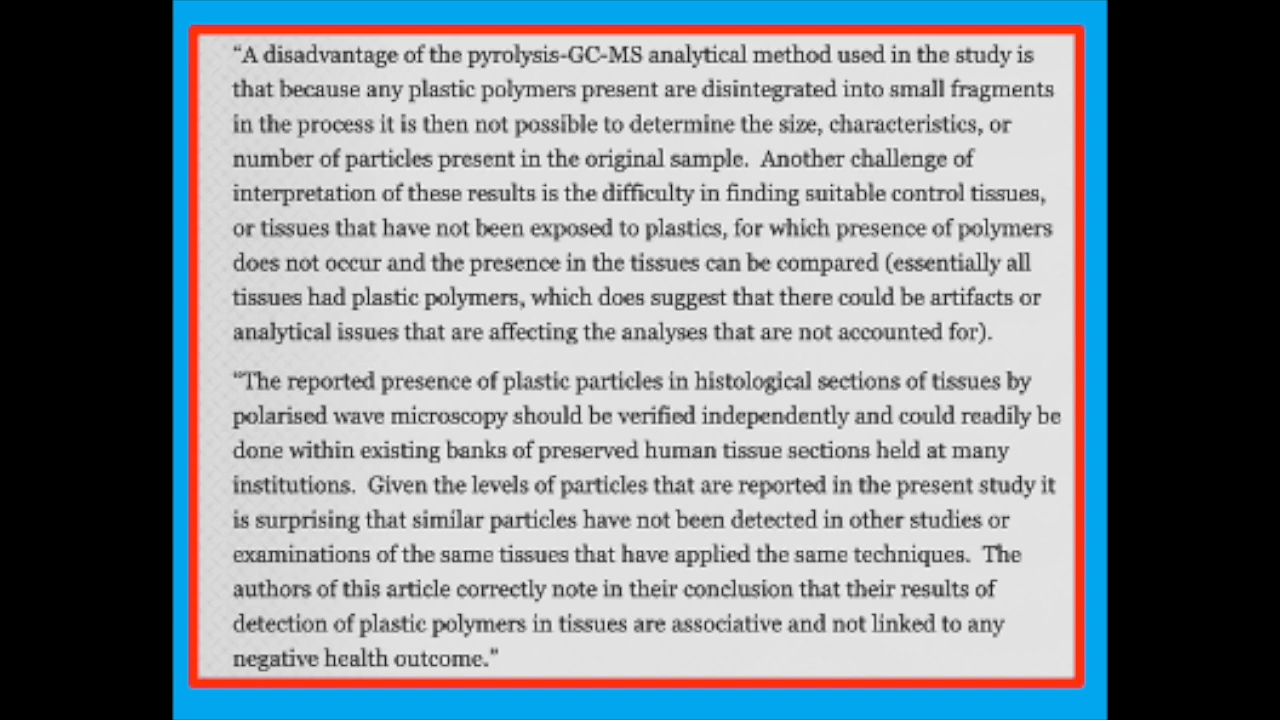 “A disadvantage of the pyrolysis-GC-MS analytical method used in the study is
that because any plastic polymers present are disintegrated into small fragments
in the process it is then not possible to determine the size, characteristics, or
number of particles present in the original sample.  Another challenge of
interpretation of these results is the difficulty in finding suitable control tissues,
or tissues that have not been exposed to plastics, for which presence of polymers
does not occur and the presence in the tissues can be compared (essentially all
tissues had plastic polymers, which does suggest that there could be artifacts or
analytical issues that are affecting the analyses that are not accounted for).
“The reported presence of plastic particles in histological sections of tissues by
polarised wave microscopy should be verified independently and could readily be
done within existing banks of preserved human tissue sections held at many
institutions.  Given the levels of particles that are reported in the present study it
is surprising that similar particles have not been detected in other studies or
examinations of the same tissues that have applied the same techniques.  The
authors of this article correctly note in their conclusion that their results of
detection of plastic polymers in tissues are associative and not linked to any
negative health outcome.”